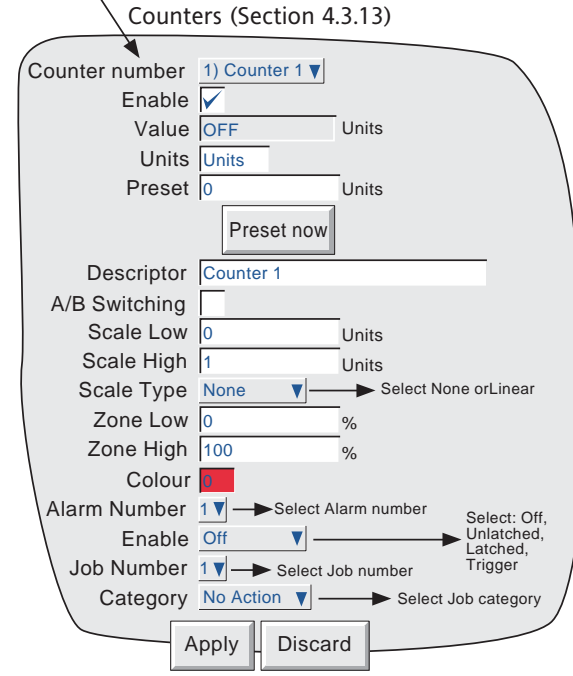 Counters (Section 4.3.13)
Counter number 1) Counter 1
Enable
Value OFF Units
Units Units
Preset 0 Units
Preset now
Descriptor Counter 1
A/B Switching
Scale Low 0 Units
Scale High 1 Units
Scale Type None Select None orLinear
Zone Low 0 %
Zone High 100 %
Colour 0
Alarm Number 1 Select Alarm number
Enable Off Select: Off,
Unlatched,
Latched,
Trigger
Job Number 1 Select Job number
Category No Action Select Job category
Apply Discard